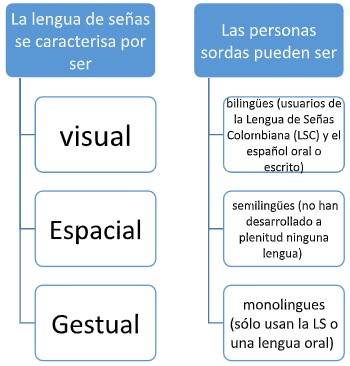 La lengua de señas
se caracterisa por
ser
visual
Espacial
Gestual
Las personas
sordas pueden ser
bilingües (usuarios de
la Lengua de Señas
Colombiana (LSC) y el
español oral o
escrito)
semilingües (no han
desarrollado a
plenitud ninguna
lengua)
monolingues
(sólo usan la LS o
una lengua oral)